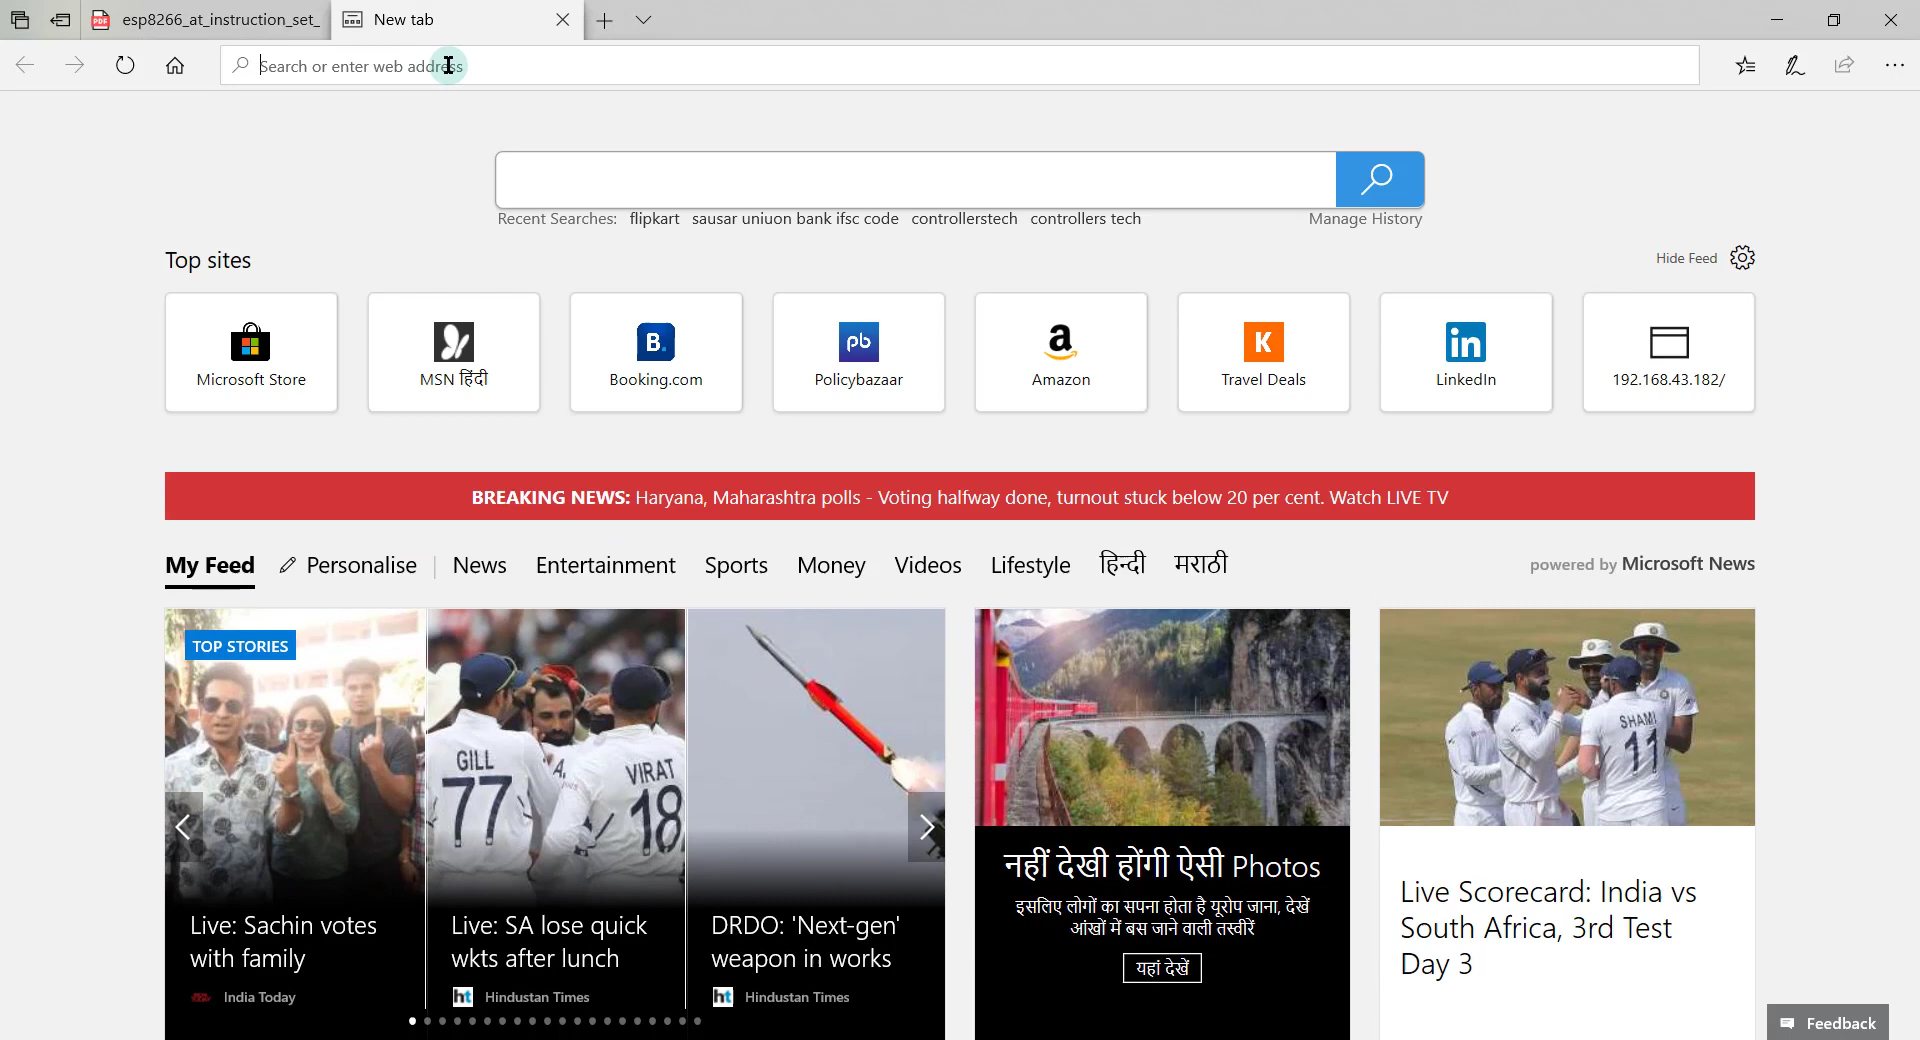 PDF esp8266_at_instruction_set_
New tab
Search or enter web address
Recent Searches: flipkart sausar uniuon bank ifsc code controllerstech controllers tech Manage History
Top sites
Hide Feed
Microsoft Store
MSN हिंदी
B.
Booking.com
pb
Policybazaar
a
Amazon
K
Travel Deals
in
LinkedIn
192.168.43.182/
BREAKING NEWS: Haryana, Maharashtra polls - Voting halfway done, turnout stuck below 20 per cent. Watch LIVE TV
My Feed Personalise News Entertainment Sports Money Videos Lifestyle हिन्दी मराठी
powered by Microsoft News
TOP STORIES
GILL
77
A.
VIRAT
18
Live: Sachin votes
with family
India Today
Live: SA lose quick
wkts after lunch
ht Hindustan Times
DRDO: 'Next-gen'
weapon in works
ht Hindustan Times
नहीं देखी होंगी ऐसी Photos
इसलिए लोगों का सपना होता है यूरोप जाना, देखें
आंखों में बस जाने वाली तस्वीरें
यहां देखें
SHAMI
11
Live Scorecard: India vs
South Africa, 3rd Test
Day 3
Feedback